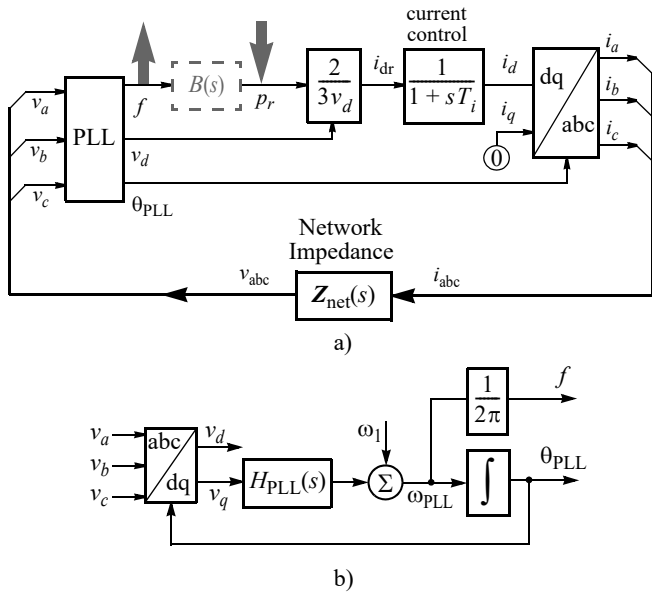 current
control
v_a
f
B(s)
p_r
2
3v_d
i_dr
1
1 + sT_i
i_d
i_q
0
dq
abc
i_a
i_b
i_c
v_b
PLL
v_d
v_c
θ_PLL
Network
Impedance
v_abc
Z_net(s)
i_abc
a)
1
2π
f
v_a
v_b
v_c
abc
dq
v_d
v_q
H_PLL(s)
ω_1
Σ
ω_PLL
∫
θ_PLL
b)